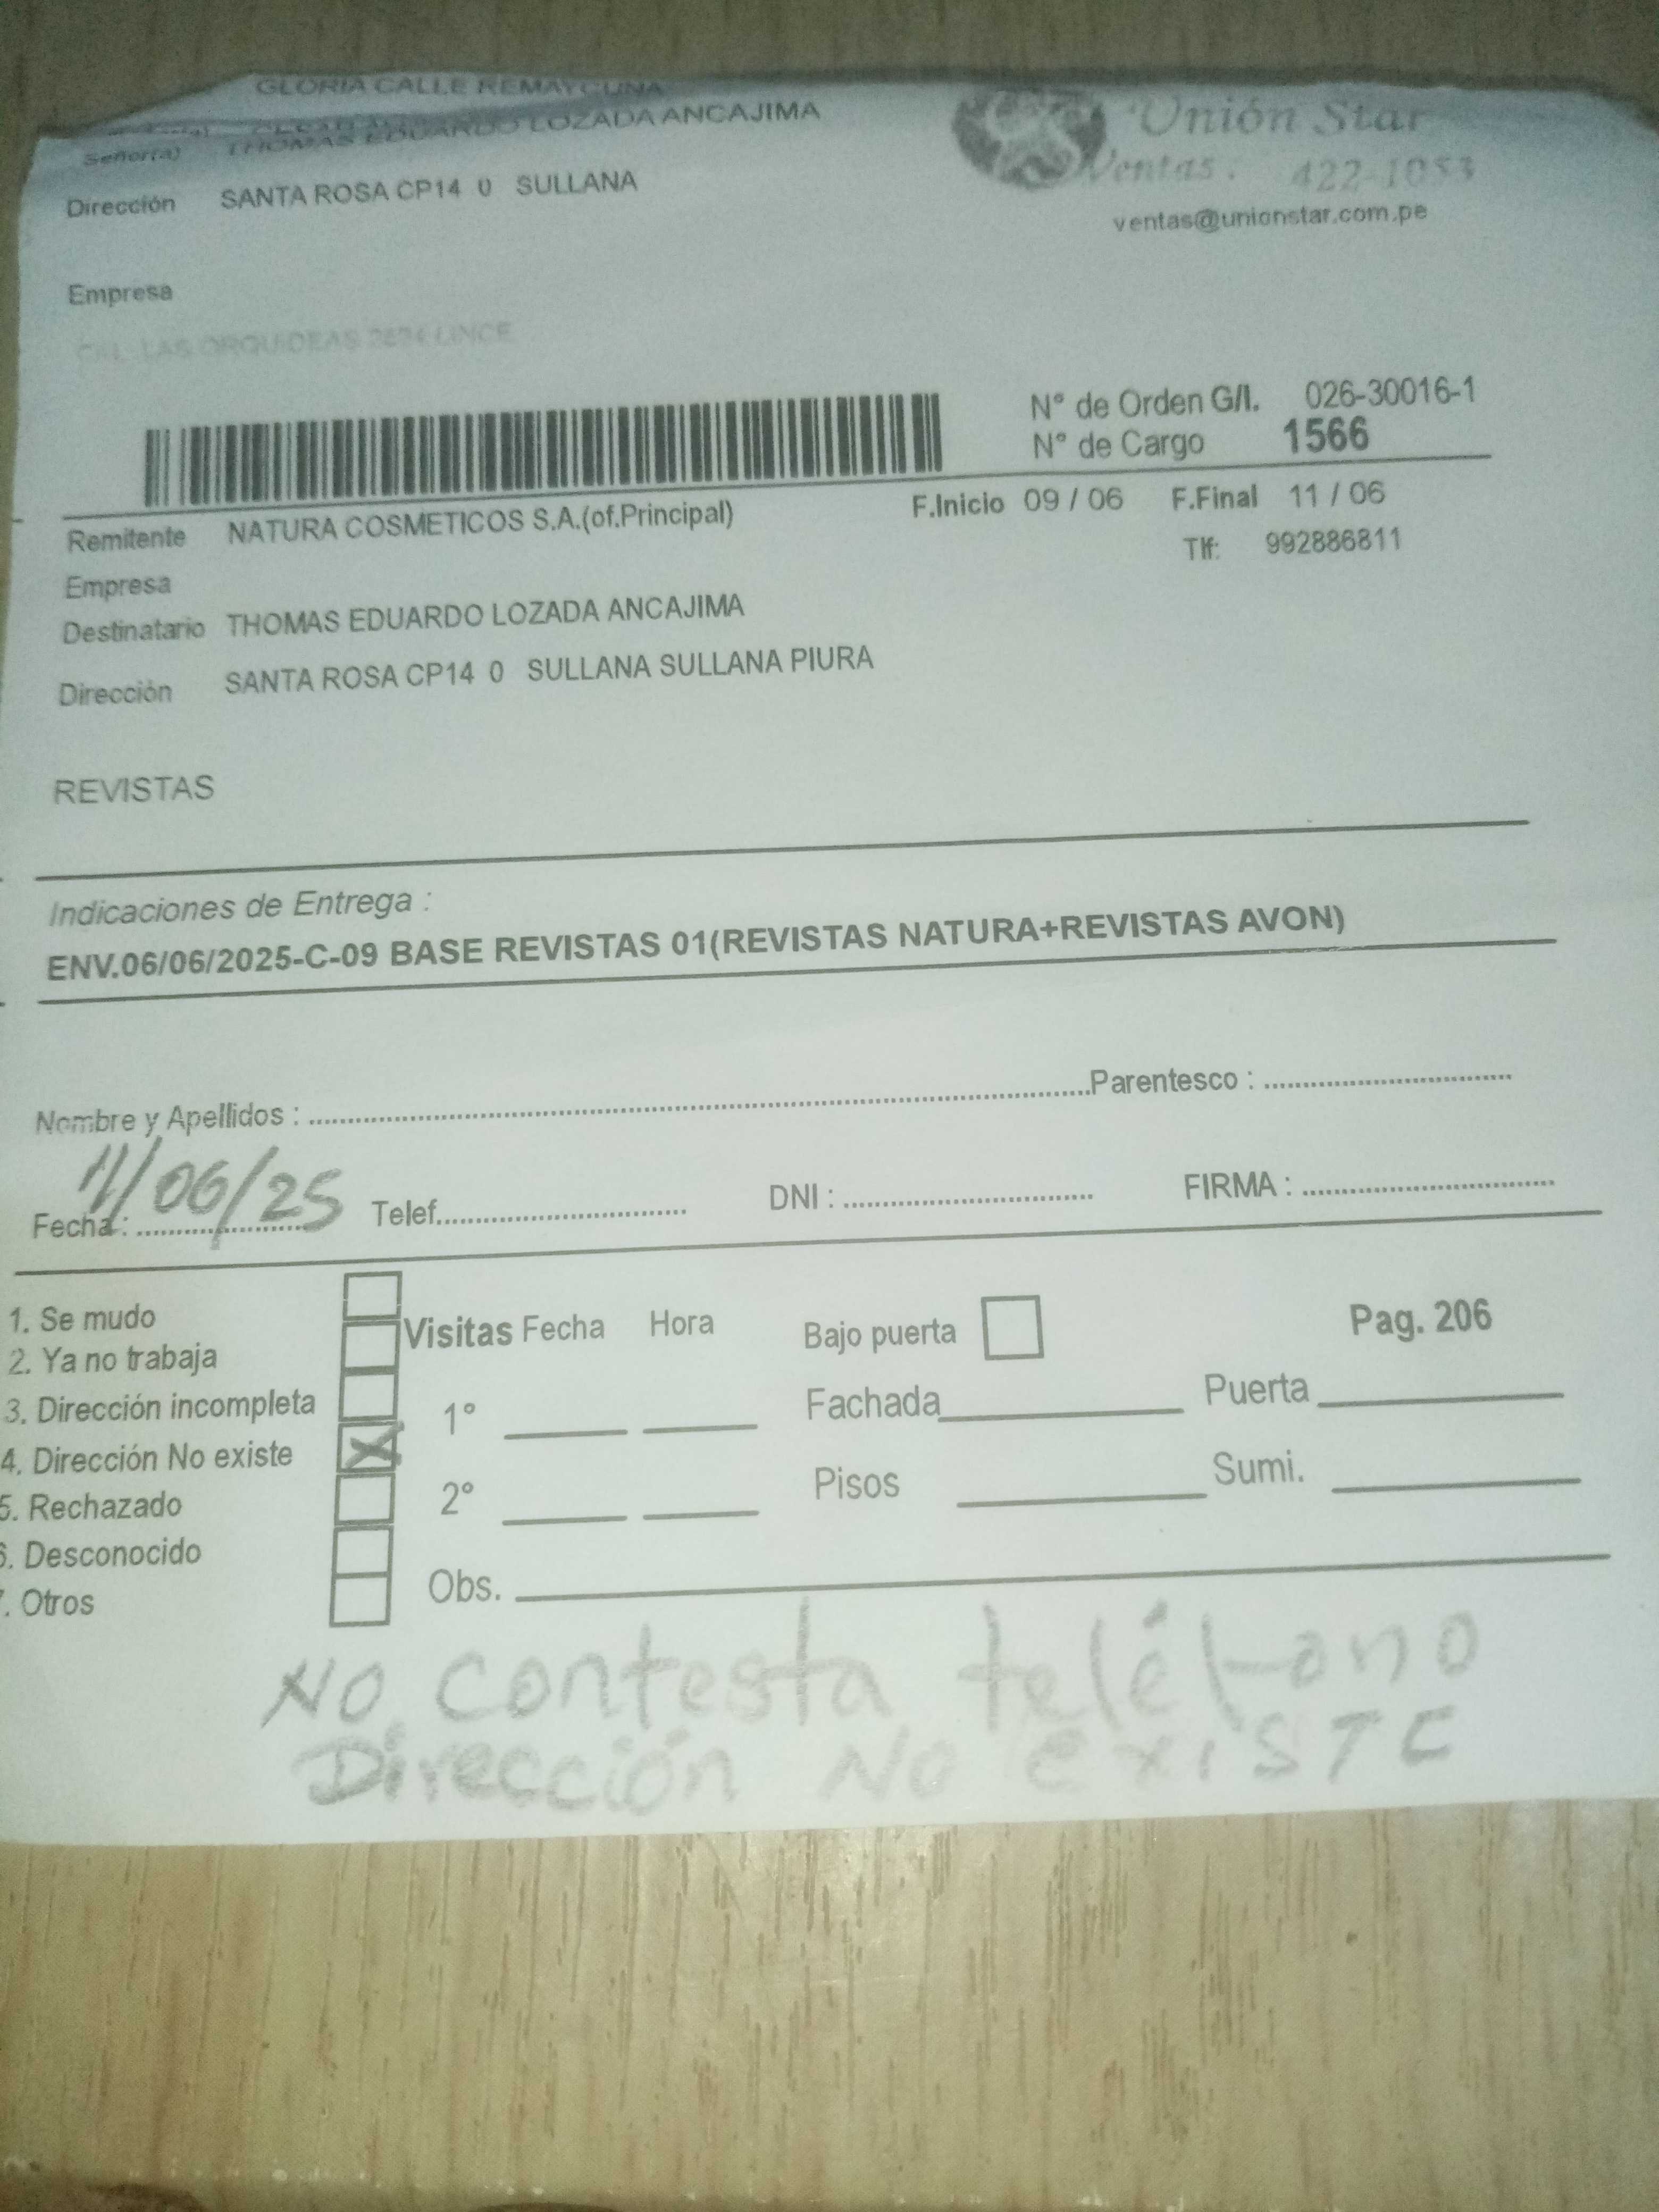 GLORIA CALLE REMAYCUNA
Señor(a) THOMAS EDUARDO LOZADA ANCAJIMA
Unión Star
Ventas: 422-1053
Dirección SANTA ROSA CP14 0 SULLANA
ventas@unionstar.com.pe
Empresa
CAL. LAS ORQUIDEAS LINCE
N° de Orden G/I. 026-30016-1
N° de Cargo 1566
F.Inicio 09 / 06 F.Final 11 / 06
Remitente NATURA COSMETICOS S.A.(of.Principal)
Tlf: 992886811
Empresa
Destinatario THOMAS EDUARDO LOZADA ANCAJIMA
Dirección SANTA ROSA CP14 0 SULLANA SULLANA PIURA
REVISTAS
Indicaciones de Entrega :
ENV.06/06/2025-C-09 BASE REVISTAS 01(REVISTAS NATURA+REVISTAS AVON)
Nombre y Apellidos : Parentesco :
Fecha : 11/06/25 Telef. DNI : FIRMA :
1. Se mudo
2. Ya no trabaja
3. Dirección incompleta
4. Dirección No existe
5. Rechazado
6. Desconocido
7. Otros
Visitas Fecha Hora
1°
2°
Obs.
Bajo puerta
Pag. 206
Fachada Puerta
Pisos Sumi.
No contesta teléfono
Dirección No existe